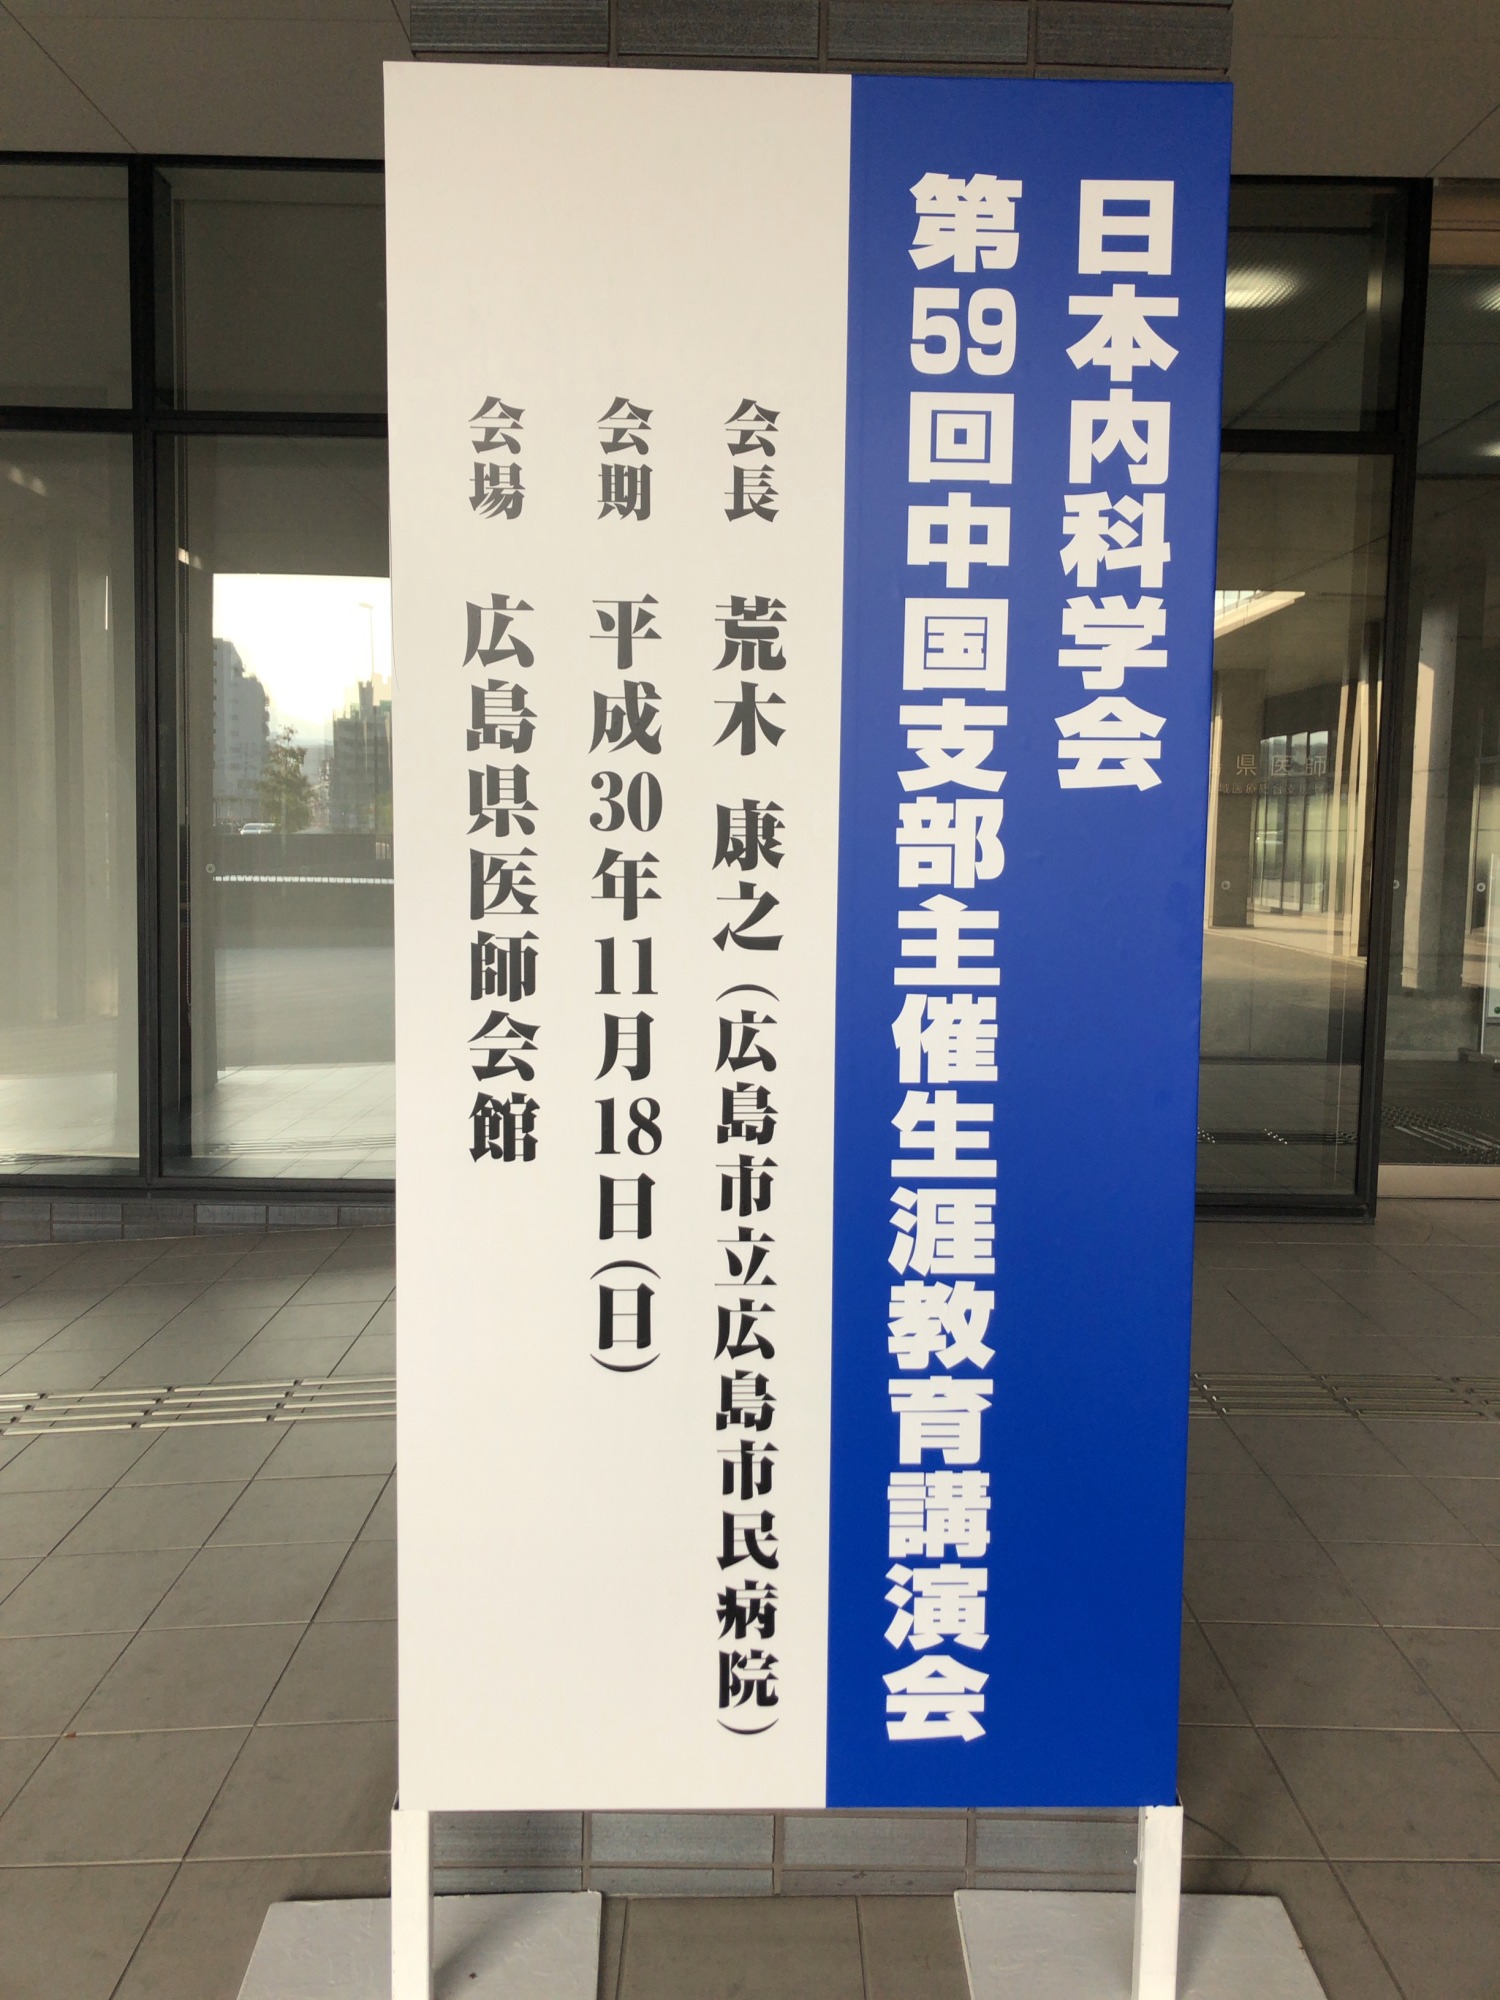 日本内科学会
第59回中国支部主催生涯教育講演会
会長 荒木 康之(広島市立広島市民病院)
会期 平成30年11月18日(日)
会場 広島県医師会館
県医師